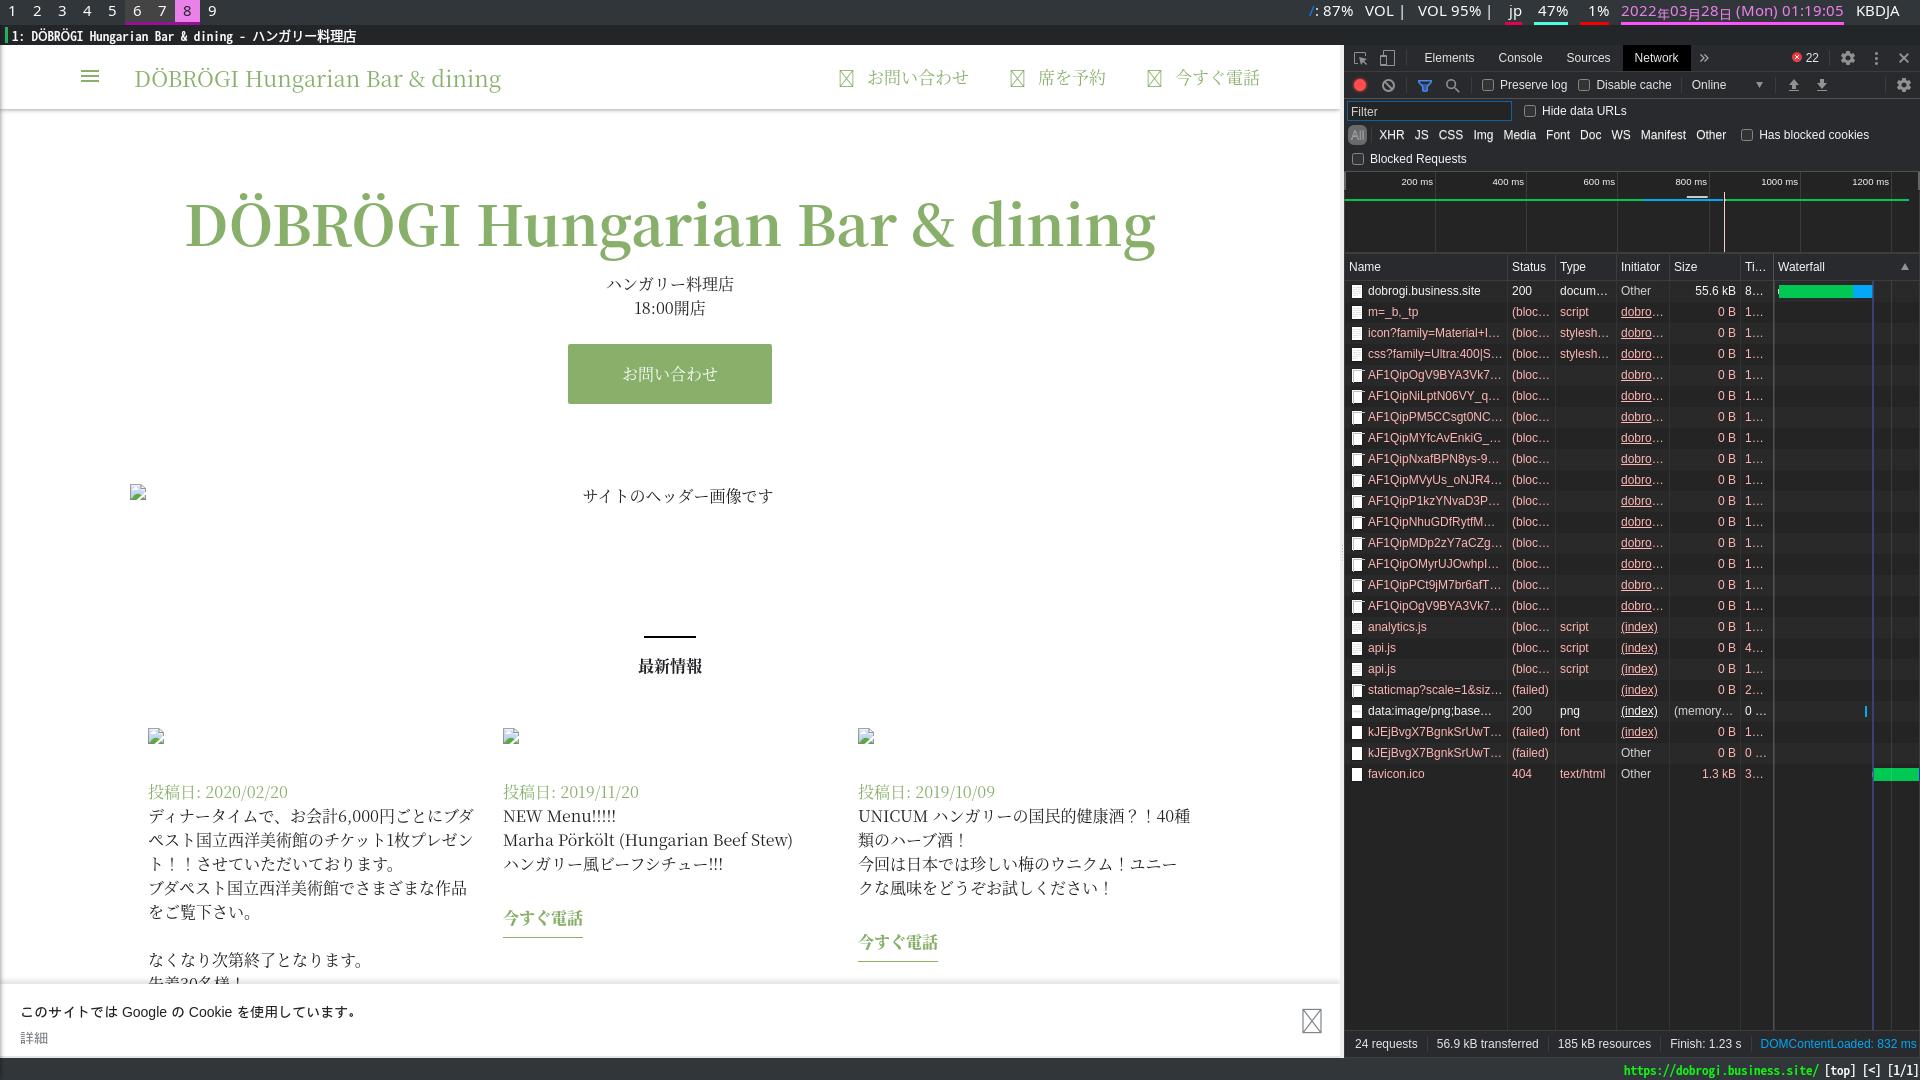 1 2 3 4 5 6 7 8 9
/: 87% VOL | VOL 95% | jp 47% 1% 2022年03月28日 (Mon) 01:19:05 KBDJA
1: DÖBRÖGI Hungarian Bar & dining - ハンガリー料理店
DÖBRÖGI Hungarian Bar & dining
お問い合わせ 席を予約 今すぐ電話
DÖBRÖGI Hungarian Bar & dining
ハンガリー料理店
18:00開店
お問い合わせ
サイトのヘッダー画像です
最新情報
投稿日: 2020/02/20
ディナータイムで、お会計6,000円ごとにブダ
ペスト国立西洋美術館のチケット1枚プレゼン
ト！！させていただいております。
ブダペスト国立西洋美術館でさまざまな作品
をご覧下さい。
なくなり次第終了となります。
先着30名様！
投稿日: 2019/11/20
NEW Menu!!!!!
Marha Pörkölt (Hungarian Beef Stew)
ハンガリー風ビーフシチュー!!!
今すぐ電話
投稿日: 2019/10/09
UNICUM ハンガリーの国民的健康酒？！40種
類のハーブ酒！
今回は日本では珍しい梅のウニクム！ユニー
クな風味をどうぞお試しください！
今すぐ電話
このサイトでは Google の Cookie を使用しています。
詳細
Elements Console Sources Network » 22
Preserve log Disable cache Online
Filter Hide data URLs
All XHR JS CSS Img Media Font Doc WS Manifest Other Has blocked cookies
Blocked Requests
200 ms 400 ms 600 ms 800 ms 1000 ms 1200 ms
Name Status Type Initiator Size Ti… Waterfall
dobrogi.business.site 200 docum… Other 55.6 kB 8…
m=_b,_tp (bloc… script dobro… 0 B 1…
icon?family=Material+I… (bloc… stylesh… dobro… 0 B 1…
css?family=Ultra:400|S… (bloc… stylesh… dobro… 0 B 1…
AF1QipOgV9BYA3Vk7… (bloc… dobro… 0 B 1…
AF1QipNiLptN06VY_q… (bloc… dobro… 0 B 1…
AF1QipPM5CCsgt0NC… (bloc… dobro… 0 B 1…
AF1QipMYfcAvEnkiG_… (bloc… dobro… 0 B 1…
AF1QipNxafBPN8ys-9… (bloc… dobro… 0 B 1…
AF1QipMVyUs_oNJR4… (bloc… dobro… 0 B 1…
AF1QipP1kzYNvaD3P… (bloc… dobro… 0 B 1…
AF1QipNhuGDfRytfM… (bloc… dobro… 0 B 1…
AF1QipMDp2zY7aCZg… (bloc… dobro… 0 B 1…
AF1QipOMyrUJOwhpI… (bloc… dobro… 0 B 1…
AF1QipPCt9jM7br6afT… (bloc… dobro… 0 B 1…
AF1QipOgV9BYA3Vk7… (bloc… dobro… 0 B 1…
analytics.js (bloc… script (index) 0 B 1…
api.js (bloc… script (index) 0 B 4…
api.js (bloc… script (index) 0 B 1…
staticmap?scale=1&siz… (failed) (index) 0 B 2…
data:image/png;base… 200 png (index) (memory… 0 …
kJEjBvgX7BgnkSrUwT… (failed) font (index) 0 B 1…
kJEjBvgX7BgnkSrUwT… (failed) Other 0 B 0 …
favicon.ico 404 text/html Other 1.3 kB 3…
24 requests 56.9 kB transferred 185 kB resources Finish: 1.23 s DOMContentLoaded: 832 ms
https://dobrogi.business.site/ [top] [<] [1/1]